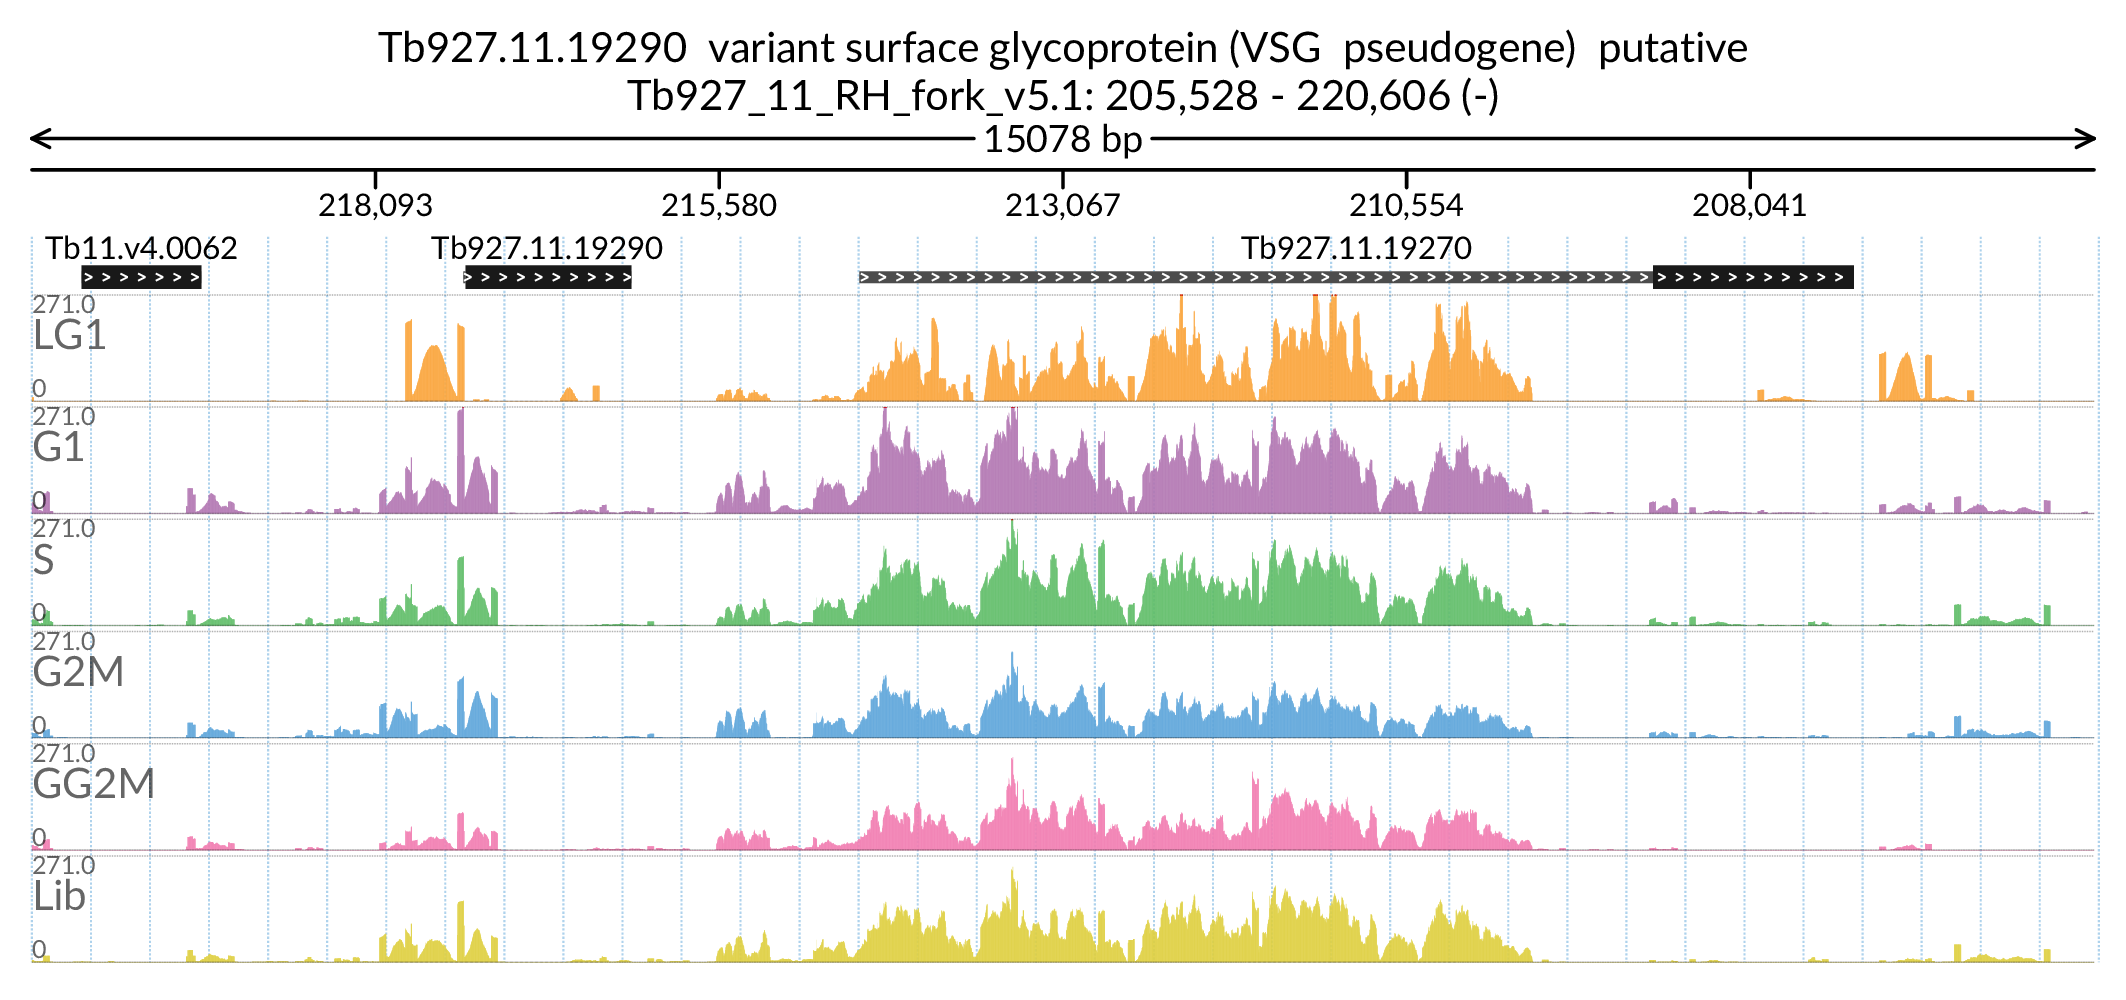 Tb927.11.19290 variant surface glycoprotein (VSG pseudogene) putative
Tb927_11_RH_fork_v5.1: 205,528 - 220,606 (-)
15078 bp
218,093 215,580 213,067 210,554 208,041
Tb11.v4.0062 Tb927.11.19290 Tb927.11.19270
271.0
LG1
0
271.0
G1
0
271.0
S
0
271.0
G2M
0
271.0
GG2M
0
271.0
Lib
0